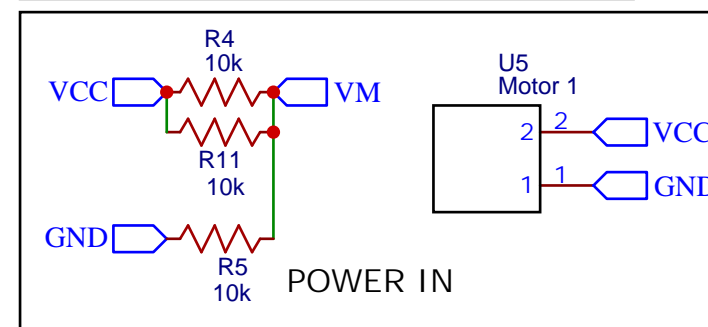 R4
10k
VCC
VM
R11
10k
GND
R5
10k
POWER IN
U5
Motor 1
2
2
VCC
1
1
GND